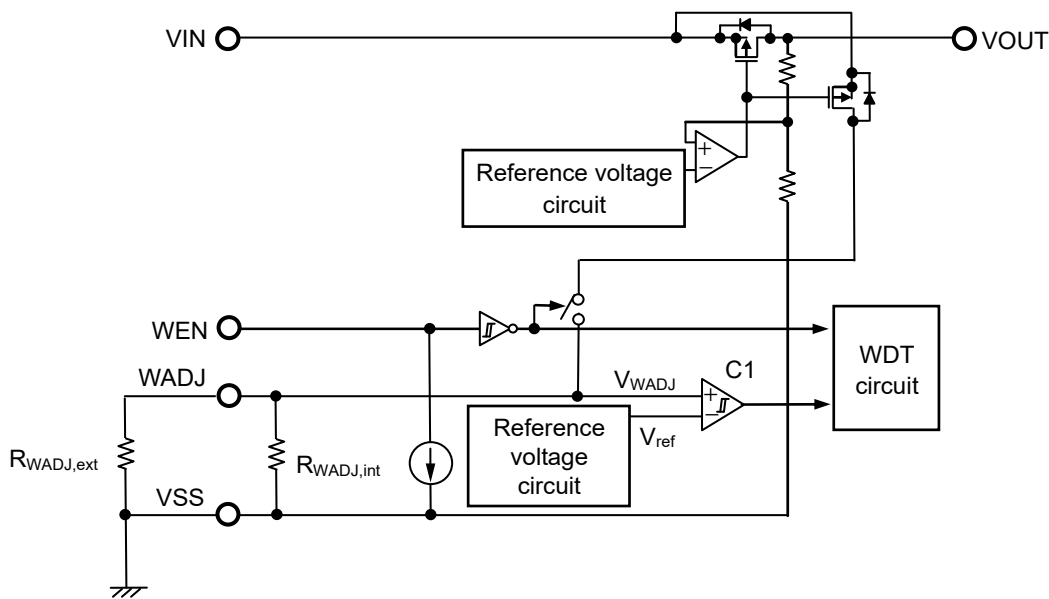 VIN
VOUT
+
−
Reference voltage
circuit
WEN
WDT
circuit
WADJ
VWADJ
C1
+
−
Reference
voltage
circuit
Vref
RWADJ,ext
RWADJ,int
VSS